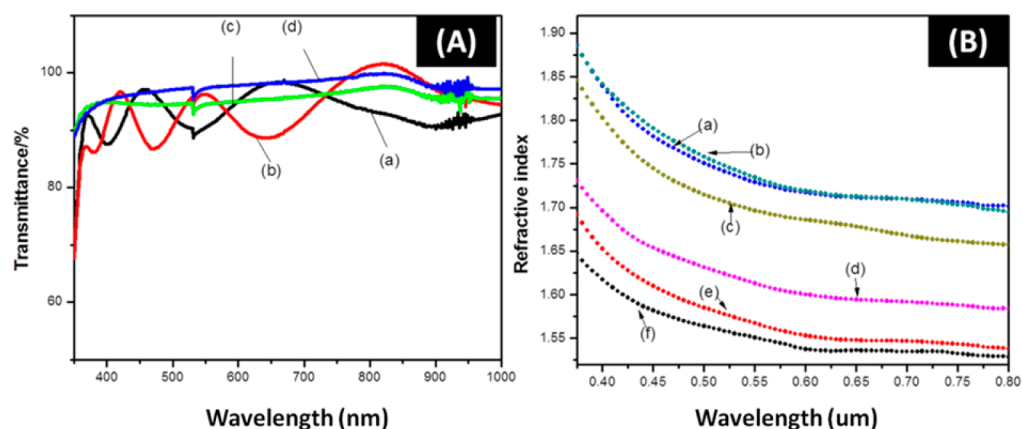 (A)
(c)
(d)
(b)
(a)
Transmittance/%
100
80
60
400
500
600
700
800
900
1000
Wavelength (nm)
(B)
(a)
(b)
(c)
(d)
(e)
(f)
Refractive index
1.90
1.85
1.80
1.75
1.70
1.65
1.60
1.55
0.40
0.45
0.50
0.55
0.60
0.65
0.70
0.75
0.80
Wavelength (um)